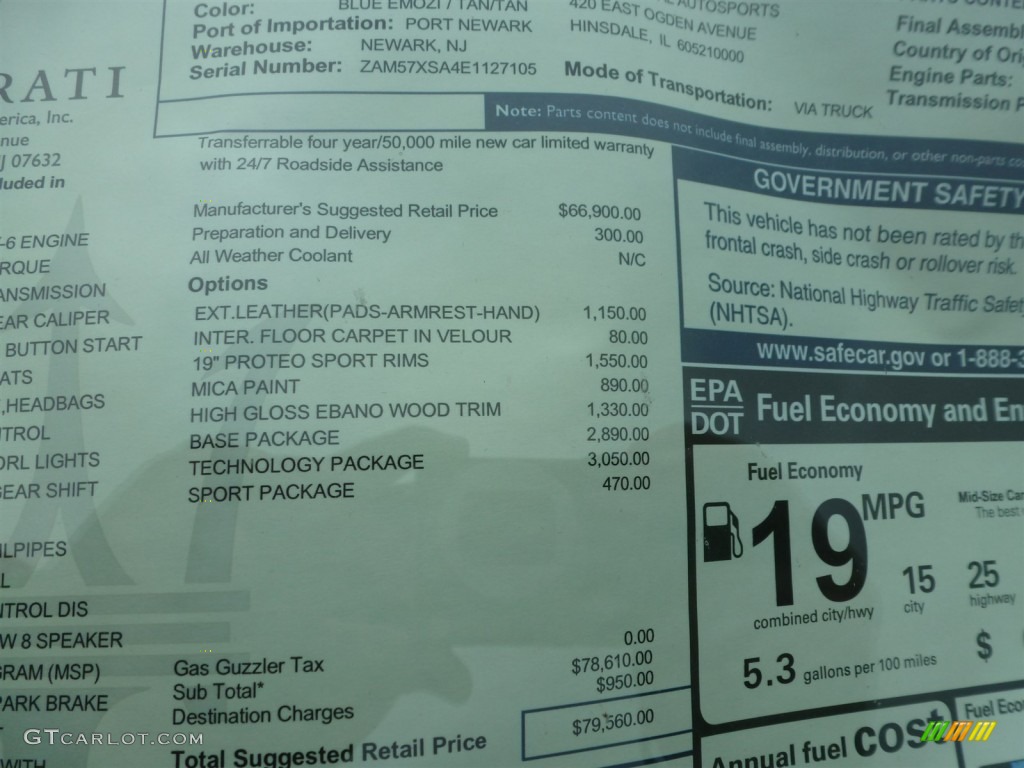 Color: BLUE EMOZI / TAN/TAN
Port of Importation: PORT NEWARK
Warehouse: NEWARK, NJ
Serial Number: ZAM57XSA4E1127105
AUTOSPORTS
420 EAST OGDEN AVENUE
HINSDALE, IL 605210000
Mode of Transportation: VIA TRUCK
Final Assembl
Country of Ori
Engine Parts:
Transmission P
Note: Parts content does not include final assembly, distribution, or other non-parts co
RATI
erica, Inc.
nue
J 07632
luded in
-6 ENGINE
RQUE
ANSMISSION
EAR CALIPER
BUTTON START
ATS
,HEADBAGS
TROL
DRL LIGHTS
GEAR SHIFT
ILPIPES
L
NTROL DIS
W 8 SPEAKER
GRAM (MSP)
PARK BRAKE
WITH
Transferrable four year/50,000 mile new car limited warranty
with 24/7 Roadside Assistance
Manufacturer's Suggested Retail Price $66,900.00
Preparation and Delivery 300.00
All Weather Coolant N/C
Options
EXT.LEATHER(PADS-ARMREST-HAND) 1,150.00
INTER. FLOOR CARPET IN VELOUR 80.00
19" PROTEO SPORT RIMS 1,550.00
MICA PAINT 890.00
HIGH GLOSS EBANO WOOD TRIM 1,330.00
BASE PACKAGE 2,890.00
TECHNOLOGY PACKAGE 3,050.00
SPORT PACKAGE 470.00
Gas Guzzler Tax 0.00
Sub Total* $78,610.00
Destination Charges $950.00
Total Suggested Retail Price $79,560.00
GOVERNMENT SAFETY
This vehicle has not been rated by th
frontal crash, side crash or rollover risk.
Source: National Highway Traffic Safet
(NHTSA).
www.safecar.gov or 1-888-3
EPA
DOT
Fuel Economy and En
Fuel Economy
19 MPG
combined city/hwy
15
city
25
highway
Mid-Size Car
The best
$
5.3 gallons per 100 miles
Annual fuel cost
Fuel Eco
GTCARLOT.COM